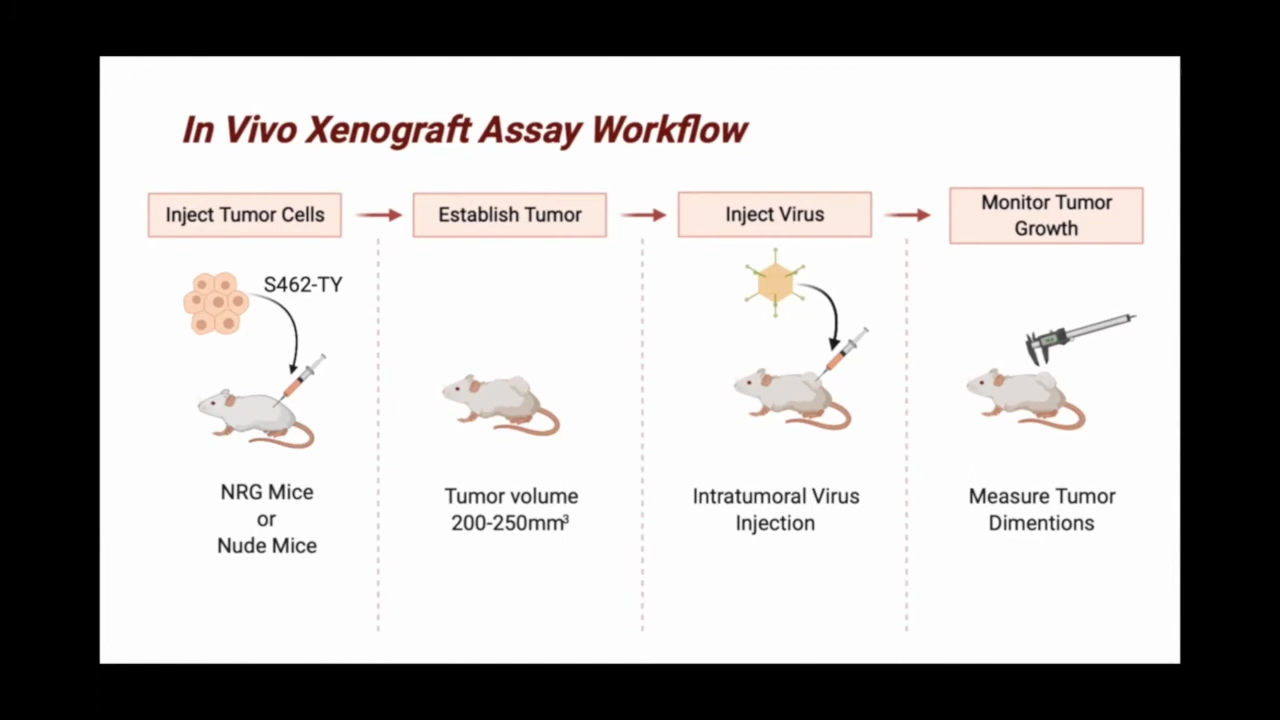 In Vivo Xenograft Assay Workflow
Inject Tumor Cells
Establish Tumor
Inject Virus
Monitor Tumor
Growth
S462-TY
NRG Mice
or
Nude Mice
Tumor volume
200-250mm³
Intratumoral Virus
Injection
Measure Tumor
Dimentions